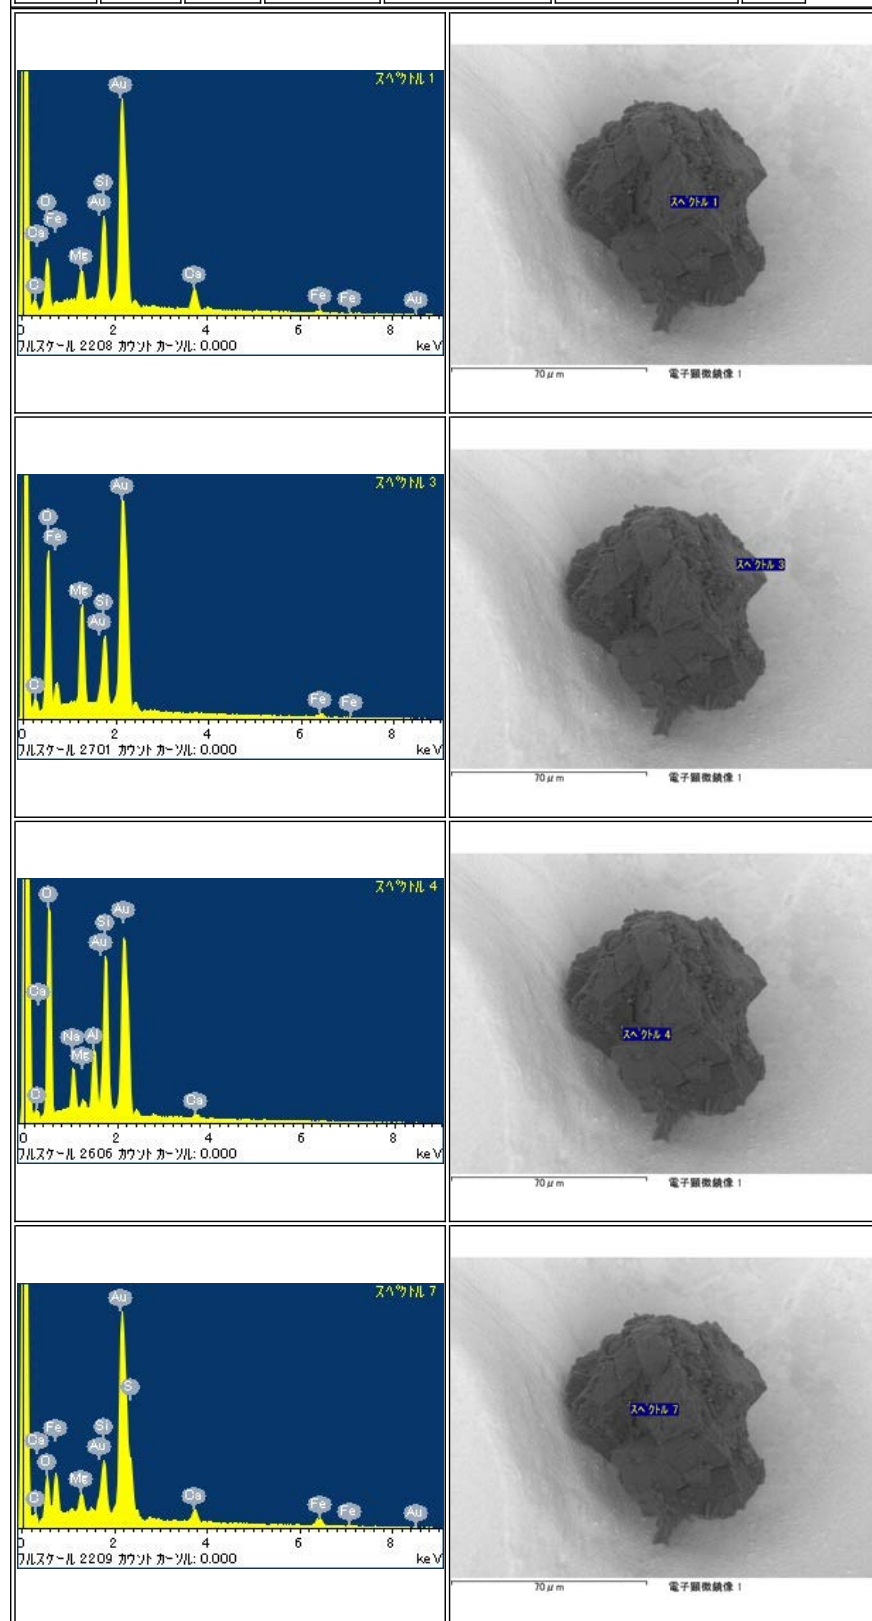 スペクトル 1
Au
Si
O
Au
Fe
Ca
Mg
Ca
C
Fe
Fe
Au
0 2 4 6 8
フルスケール 2208 カウント カーソル: 0.000 keV
スペクトル 1
70μm 電子顕微鏡像 1
スペクトル 3
Au
O
Fe
Mg
Si
Au
C
Fe
Fe
0 2 4 6 8
フルスケール 2701 カウント カーソル: 0.000 keV
スペクトル 3
70μm 電子顕微鏡像 1
スペクトル 4
O
Au
Si
Au
Ca
Na
Al
Mg
C
Ca
0 2 4 6 8
フルスケール 2606 カウント カーソル: 0.000 keV
スペクトル 4
70μm 電子顕微鏡像 1
スペクトル 7
Au
S
Fe
Si
Ca
Au
O
Mg
C
Ca
Fe
Fe
Au
0 2 4 6 8
フルスケール 2209 カウント カーソル: 0.000 keV
スペクトル 7
70μm 電子顕微鏡像 1